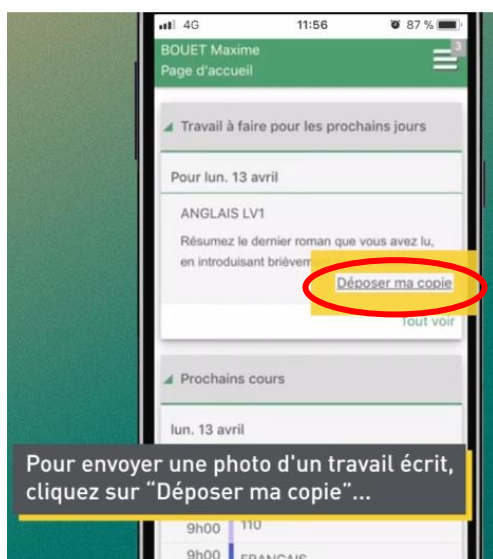 4G 11:56 87 %
BOUET Maxime
3
Page d'accueil
Travail à faire pour les prochains jours
Pour lun. 13 avril
ANGLAIS LV1
Résumez le dernier roman que vous avez lu,
en introduisant brièvement
Déposer ma copie
Tout voir
Prochains cours
lun. 13 avril
Pour envoyer une photo d'un travail écrit,
cliquez sur “Déposer ma copie”...
9h00 110
9h00 FRANÇAIS